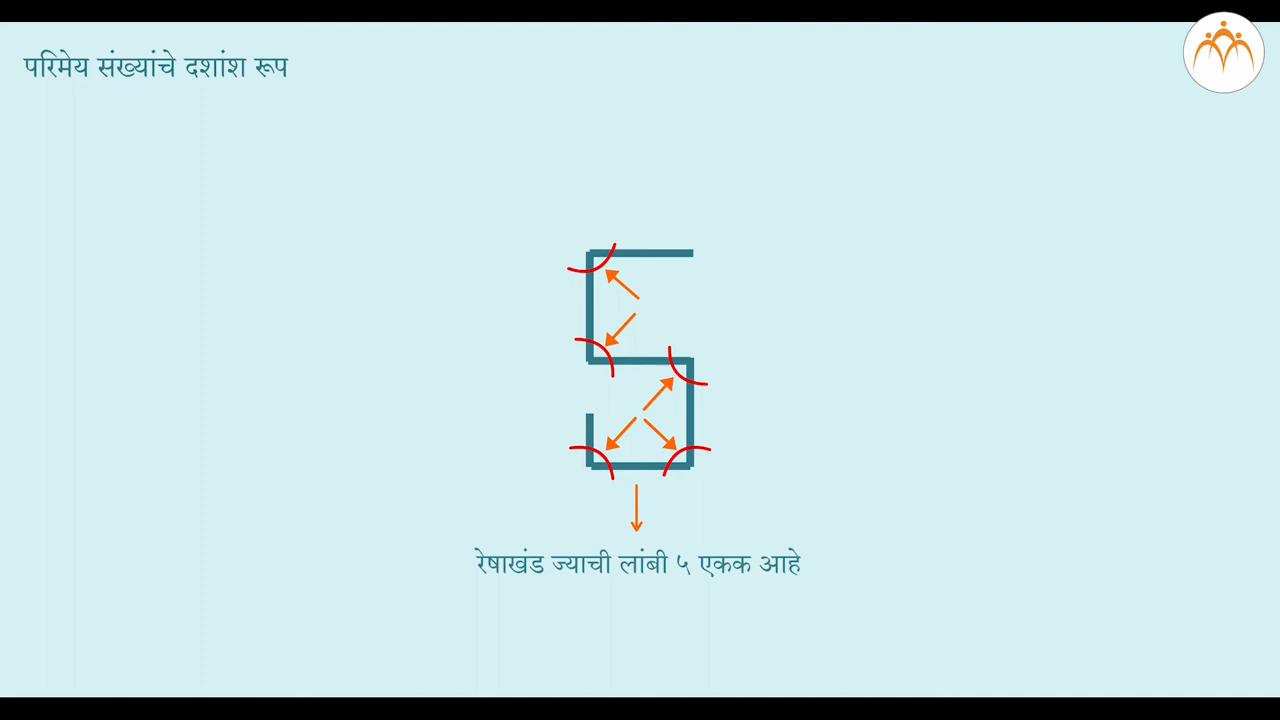 परिमेय संख्यांचे दशांश रूप
रेषाखंड ज्याची लांबी ५ एकक आहे